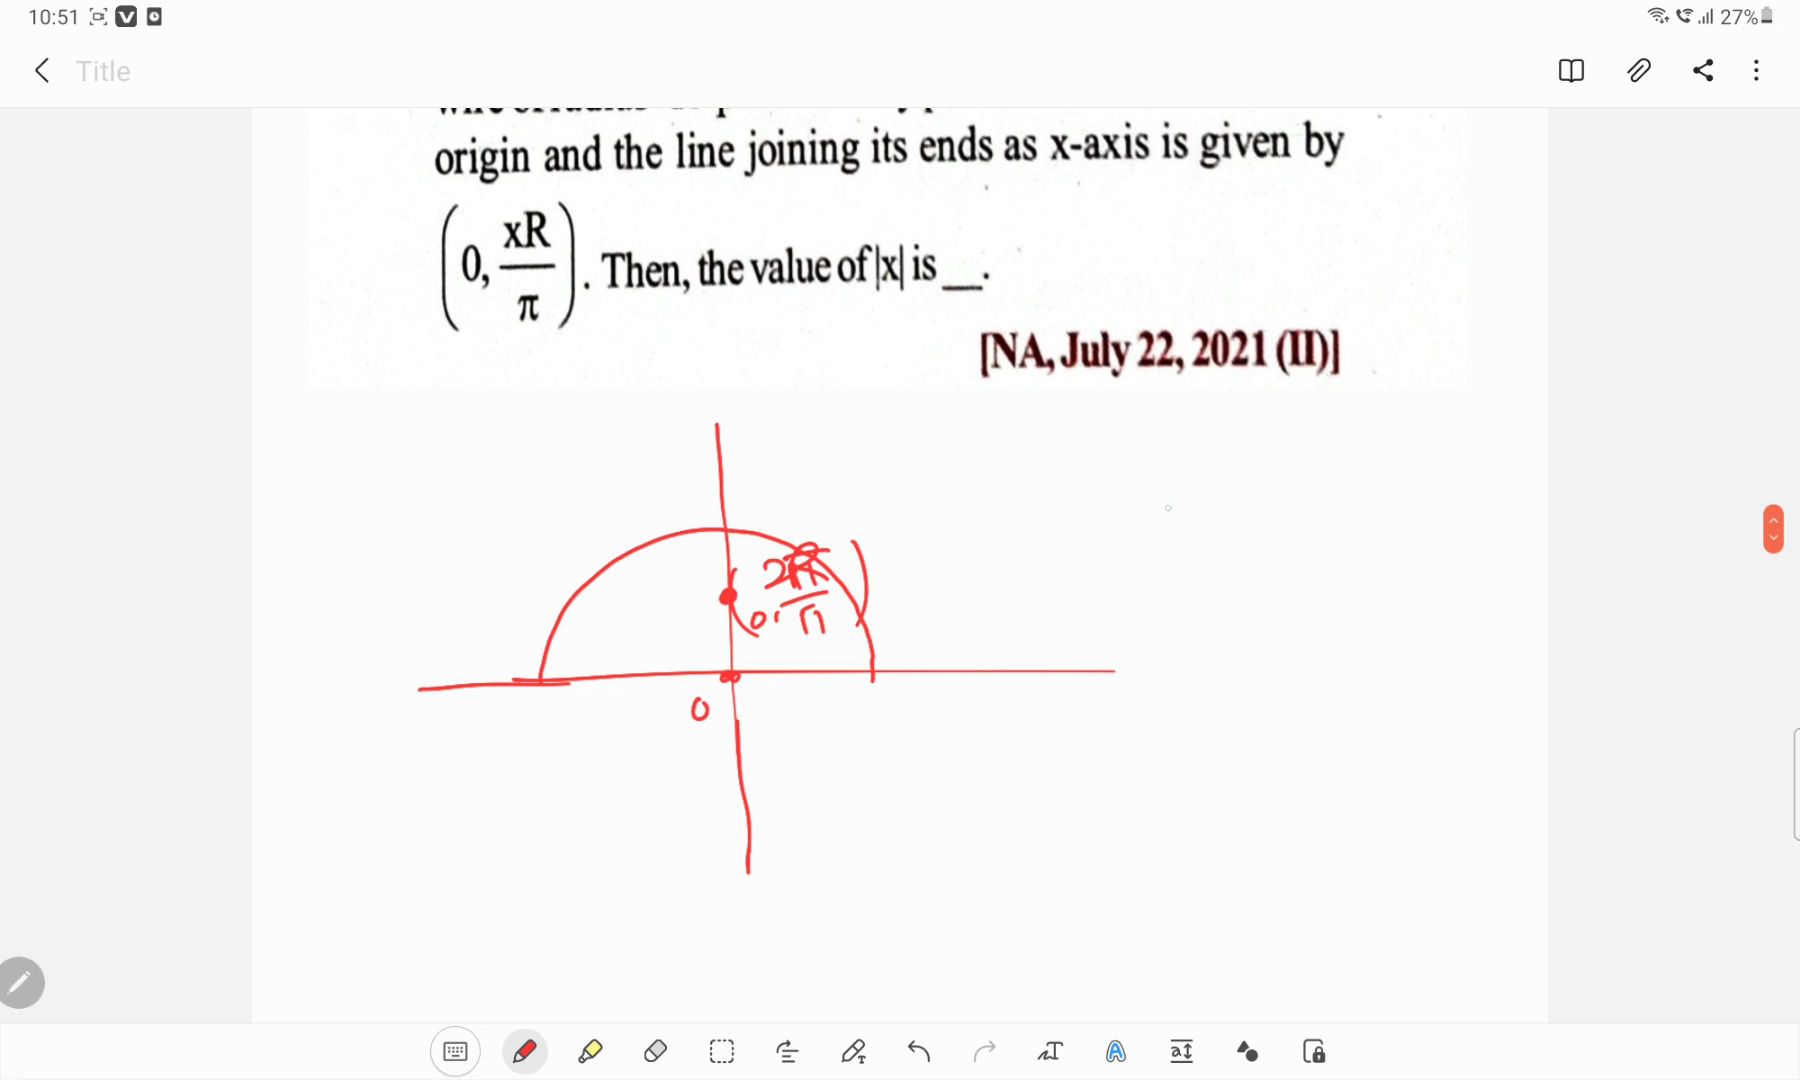 10:51
27%
Title
origin and the line joining its ends as x-axis is given by
(0, xR/π). Then, the value of |x| is __.
[NA, July 22, 2021 (II)]
(0, 2R/π)
0